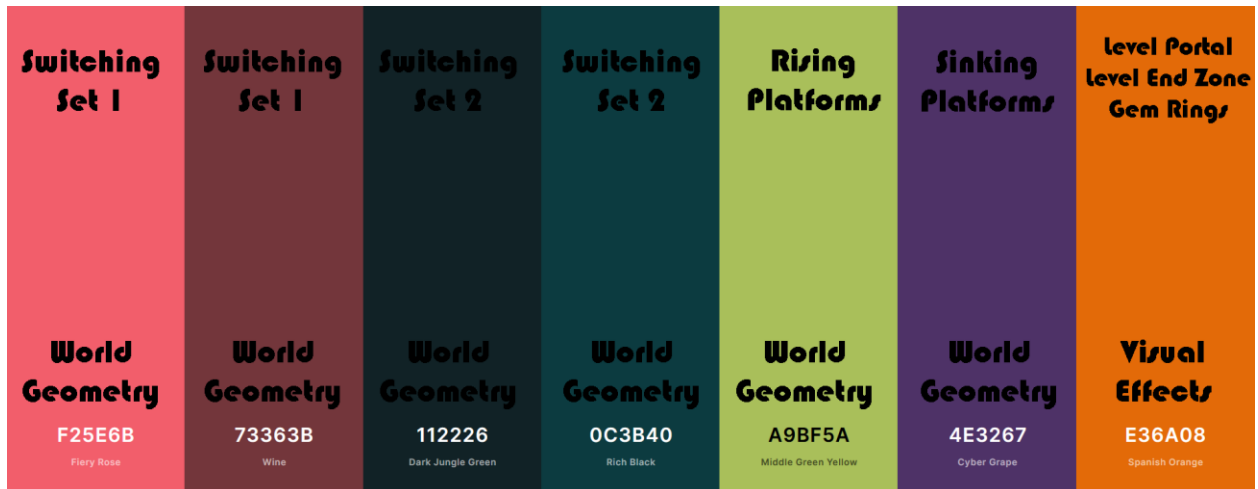 Switching
Set 1
World
Geometry
F25E6B
Fiery Rose
Switching
Set 1
World
Geometry
73363B
Wine
Switching
Set 2
World
Geometry
112226
Dark Jungle Green
Switching
Set 2
World
Geometry
0C3B40
Rich Black
Rising
Platforms
World
Geometry
A9BF5A
Middle Green Yellow
Sinking
Platforms
World
Geometry
4E3267
Cyber Grape
Level Portal
Level End Zone
Gem Rings
Visual
Effects
E36A08
Spanish Orange